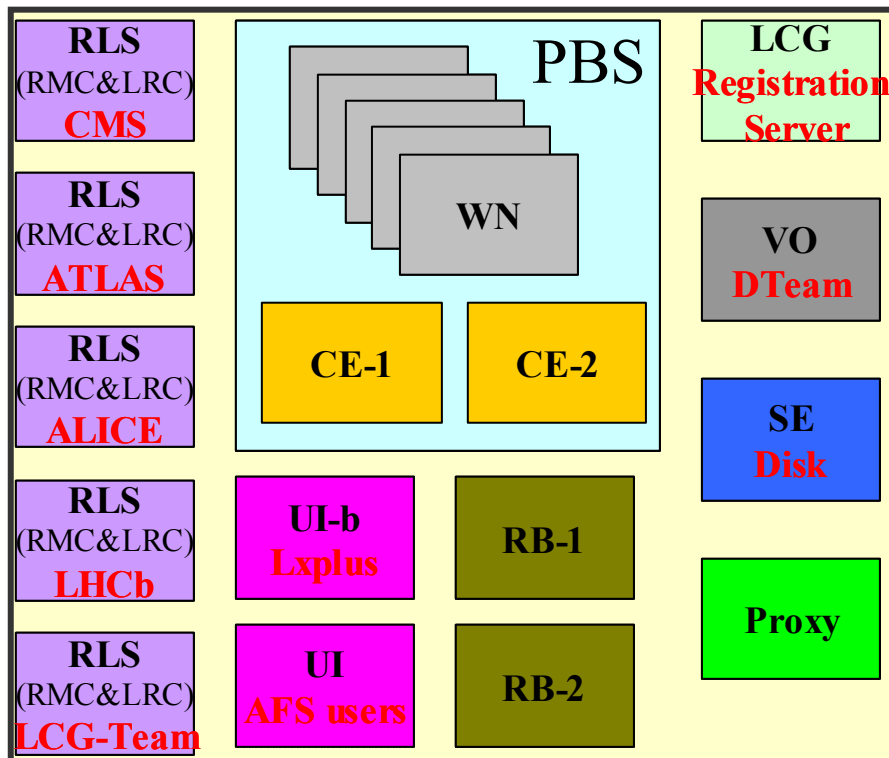 RLS
(RMC&LRC)
CMS
RLS
(RMC&LRC)
ATLAS
RLS
(RMC&LRC)
ALICE
RLS
(RMC&LRC)
LHCb
RLS
(RMC&LRC)
LCG-Team
PBS
WN
CE-1
CE-2
UI-b
Lxplus
RB-1
UI
AFS users
RB-2
LCG
Registration
Server
VO
DTeam
SE
Disk
Proxy